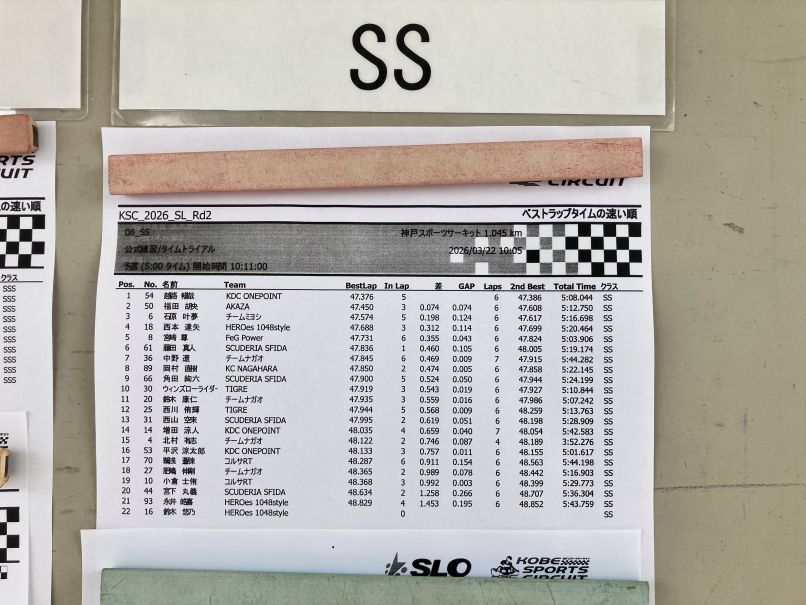 SS
RTS
UIT
の速い順
クラス
SSS
SSS
SSS
SSS
SSS
SSS
SSS
SSS
SSS
SSS
CIRCUIT
KSC_2026_SL_Rd2 ベストラップタイムの速い順
06_SS 神戸スポーツサーキット 1,045 km
公式練習/タイムトライアル 2026/03/22 10:05
予選 (5:00 タイム) 開始時間 10:11:00
Pos. No. 名前 Team BestLap In Lap 差 GAP Laps 2nd Best Total Time クラス
1 54 KDC ONEPOINT 47.376 5 6 47.386 5:08.044 SS
2 50 福田 AKAZA 47.450 3 0.074 0.074 6 47.608 5:12.750 SS
3 6 石原 叶夢 チームミヨシ 47.574 5 0.198 0.124 6 47.617 5:16.698 SS
4 18 西本 達矢 HEROes 1048style 47.688 3 0.312 0.114 6 47.699 5:20.464 SS
5 8 宮崎 尊 FeG Power 47.731 6 0.355 0.043 6 47.824 5:03.906 SS
6 61 真人 SCUDERIA SFIDA 47.836 1 0.460 0.105 6 48.005 5:19.174 SS
7 36 中野 遼 チームナガオ 47.845 6 0.469 0.009 7 47.915 5:44.282 SS
8 89 岡村 KC NAGAHARA 47.850 2 0.474 0.005 6 47.858 5:22.145 SS
9 66 角田 絢六 SCUDERIA SFIDA 47.900 5 0.524 0.050 6 47.944 5:24.199 SS
10 30 ウィンズローライダー TIGRE 47.919 3 0.543 0.019 6 47.927 5:10.844 SS
11 20 鈴木 康仁 チームナガオ 47.935 3 0.559 0.016 6 47.986 5:07.242 SS
12 25 西川 侑輝 TIGRE 47.944 5 0.568 0.009 6 48.259 5:13.763 SS
13 31 西山 空来 SCUDERIA SFIDA 47.995 2 0.619 0.051 6 48.198 5:28.909 SS
14 14 増田 涼人 KDC ONEPOINT 48.035 4 0.659 0.040 7 48.054 5:42.583 SS
15 4 北村 有志 チームナガオ 48.122 2 0.746 0.087 4 48.189 3:52.276 SS
16 53 平沢 涼太郎 KDC ONEPOINT 48.133 3 0.757 0.011 6 48.155 5:01.617 SS
17 70 コルサRT 48.287 6 0.911 0.154 6 48.563 5:44.198 SS
18 27 チームナガオ 48.365 2 0.989 0.078 6 48.442 5:16.903 SS
19 10 小倉 士侑 コルサRT 48.368 3 0.992 0.003 6 48.399 5:29.773 SS
20 44 宮下 丸義 SCUDERIA SFIDA 48.634 2 1.258 0.266 6 48.707 5:36.304 SS
21 93 永井 HEROes 1048style 48.829 4 1.453 0.195 6 48.852 5:43.759 SS
22 16 鈴木 悠乃 HEROes 1048style 0 SS
SLO
KOBE
SPORTS
CIRCUIT